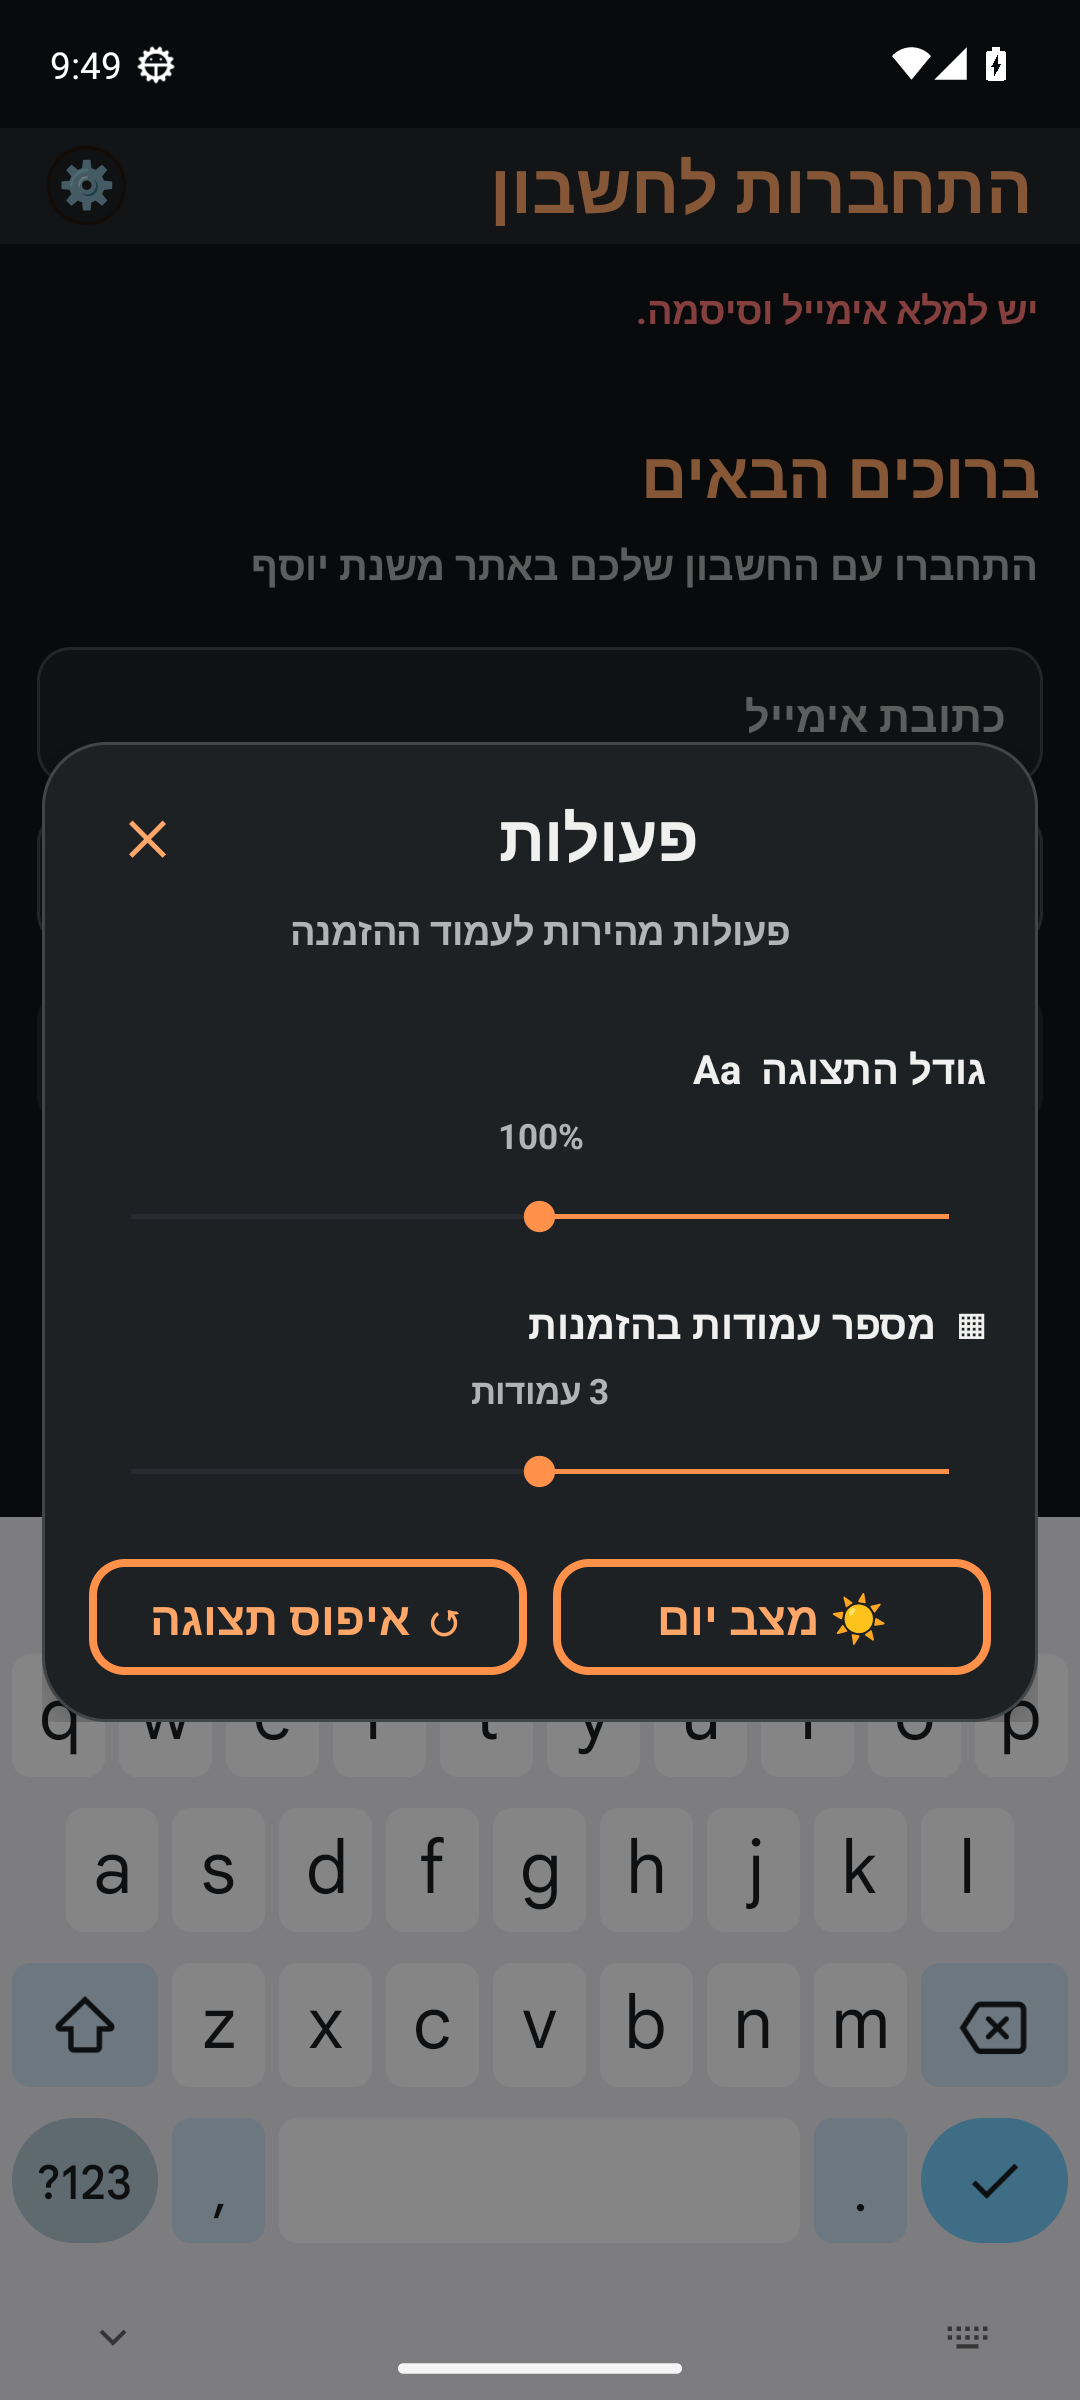 9:49
התחברות לחשבון
יש למלא אימייל וסיסמה.
ברוכים הבאים
התחברו עם החשבון שלכם באתר משנת יוסף
כתובת אימייל
פעולות
פעולות מהירות לעמוד ההזמנה
גודל התצוגה Aa
100%
▦ מספר עמודות בהזמנות
3 עמודות
☀️ מצב יום
↺ איפוס תצוגה
q w e r t y u i o p
a s d f g h j k l
z x c v b n m
?123 , .